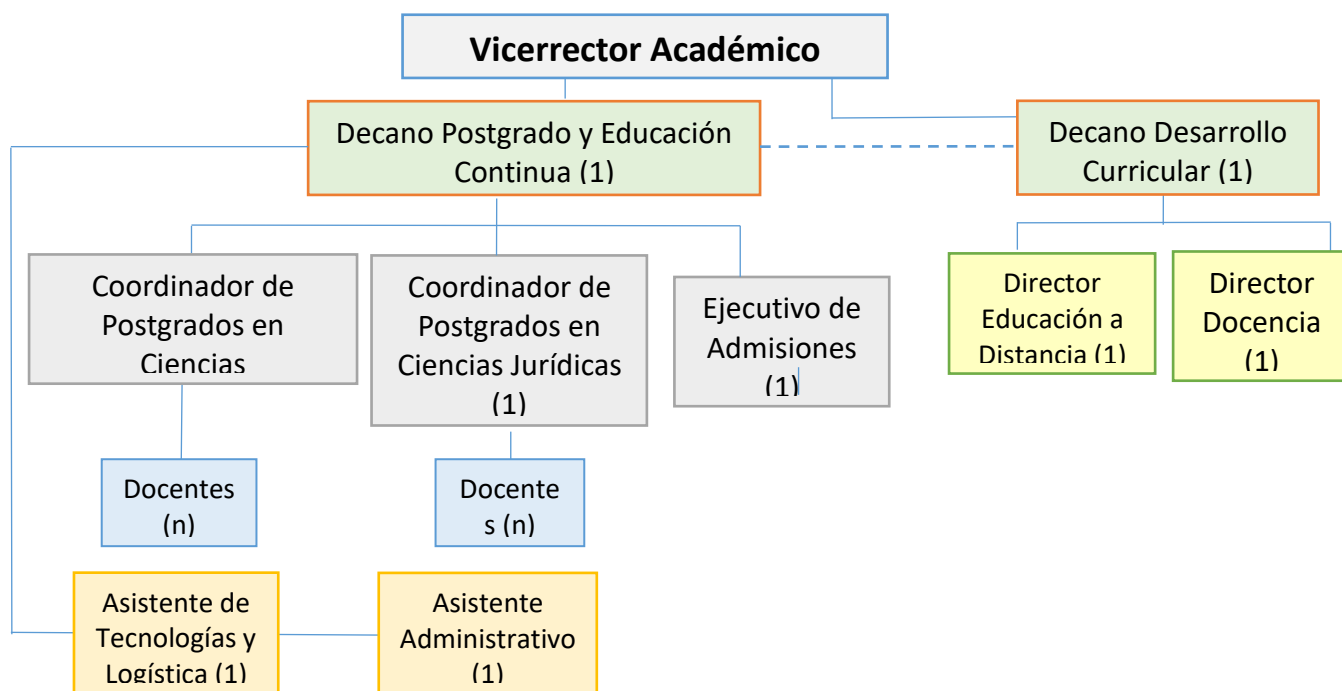 Vicerrector Académico
Decano Postgrado y Educación
Continua (1)
Decano Desarrollo
Curricular (1)
Coordinador de
Postgrados en
Ciencias
Coordinador de
Postgrados en
Ciencias Jurídicas
(1)
Ejecutivo de
Admisiones
(1)
Director
Educación a
Distancia (1)
Director
Docencia
(1)
Docentes
(n)
Docente
s (n)
Asistente de
Tecnologías y
Logística (1)
Asistente
Administrativo
(1)